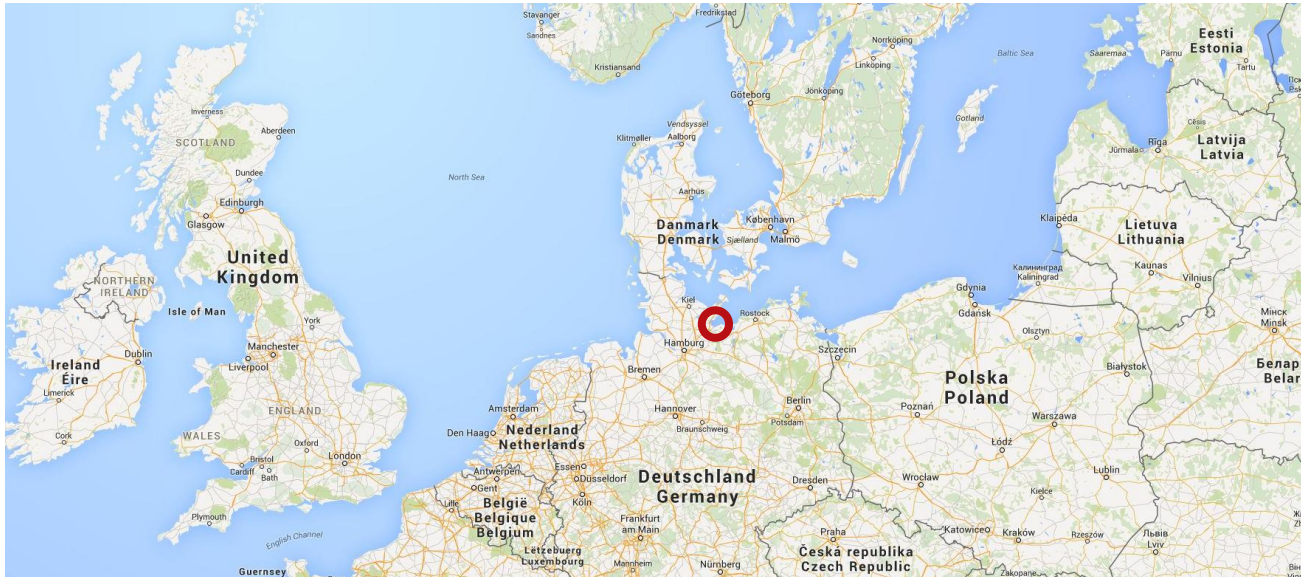 Stavanger
Sandnes
Fredrikstad
Kristiansand
Norrköping
Linköping
Jönköping
Göteborg
Baltic Sea
Saaremaa
Eesti
Estonia
Pärnu
Tartu
Gotland
Inverness
SCOTLAND
Aberdeen
Dundee
Edinburgh
Glasgow
North Sea
Vendsyssel
Klitmøller
Aalborg
Aarhus
Danmark
Denmark
Sjælland
København
Malmö
Cēsis
Rīga
Jūrmala
Latvija
Latvia
Klaipėda
Lietuva
Lithuania
Kaunas
Vilnius
Калининград
Kaliningrad
United
Kingdom
NORTHERN
IRELAND
Isle of Man
York
Manchester
Liverpool
Ireland
Éire
Dublin
Limerick
Cork
ENGLAND
WALES
Oxford
London
Bristol
Cardiff
Bath
Plymouth
English Channel
Guernsey
Kiel
Rostock
Hamburg
Bremen
Szczecin
Gdynia
Gdańsk
Olsztyn
Białystok
Мінск
Minsk
Белар
Belar
Amsterdam
Den Haag
Nederland
Netherlands
Hannover
Braunschweig
Berlin
Potsdam
Polska
Poland
Poznań
Warszawa
Łódź
Lublin
Wrocław
Kielce
Antwerpen
Gent
Lille
België
Belgique
Belgium
Essen
Düsseldorf
Köln
Deutschland
Germany
Dresden
Frankfurt
am Main
Lëtzebuerg
Luxembourg
Mannheim
Nürnberg
Praha
Česká republika
Czech Republic
Katowice
Kraków
Rzeszów
Zakopane
Львів
Lviv